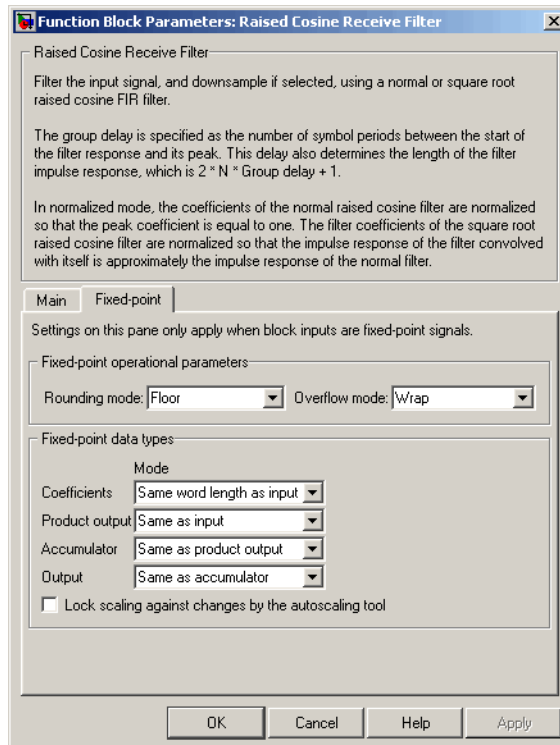 Function Block Parameters: Raised Cosine Receive Filter
Raised Cosine Receive Filter
Filter the input signal, and downsample if selected, using a normal or square root
raised cosine FIR filter.
The group delay is specified as the number of symbol periods between the start of
the filter response and its peak. This delay also determines the length of the filter
impulse response, which is 2 * N * Group delay + 1.
In normalized mode, the coefficients of the normal raised cosine filter are normalized
so that the peak coefficient is equal to one. The filter coefficients of the square root
raised cosine filter are normalized so that the impulse response of the filter convolved
with itself is approximately the impulse response of the normal filter.
Main Fixed-point
Settings on this pane only apply when block inputs are fixed-point signals.
Fixed-point operational parameters
Rounding mode: Floor Overflow mode: Wrap
Fixed-point data types
Mode
Coefficients Same word length as input
Product output Same as input
Accumulator Same as product output
Output Same as accumulator
Lock scaling against changes by the autoscaling tool
OK Cancel Help Apply